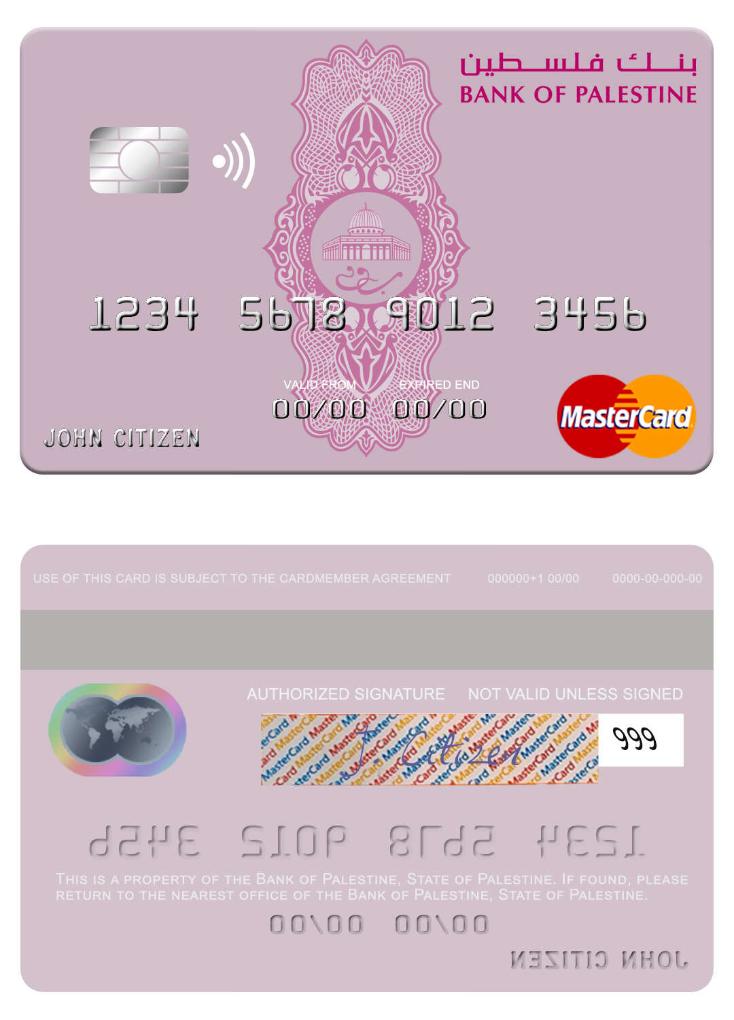 بنك فلسطين
BANK OF PALESTINE
1234 5678 9012 3456
VALID FROM EXPIRED END
00/00 00/00
JOHN CITIZEN
MasterCard
USE OF THIS CARD IS SUBJECT TO THE CARDMEMBER AGREEMENT 000000+1 00/00 0000-00-000-00
AUTHORIZED SIGNATURE NOT VALID UNLESS SIGNED
J. Citizen
999
1234 5678 9012 3456
THIS IS A PROPERTY OF THE BANK OF PALESTINE, STATE OF PALESTINE. IF FOUND, PLEASE
RETURN TO THE NEAREST OFFICE OF THE BANK OF PALESTINE, STATE OF PALESTINE.
00/00 00/00
JOHN CITIZEN